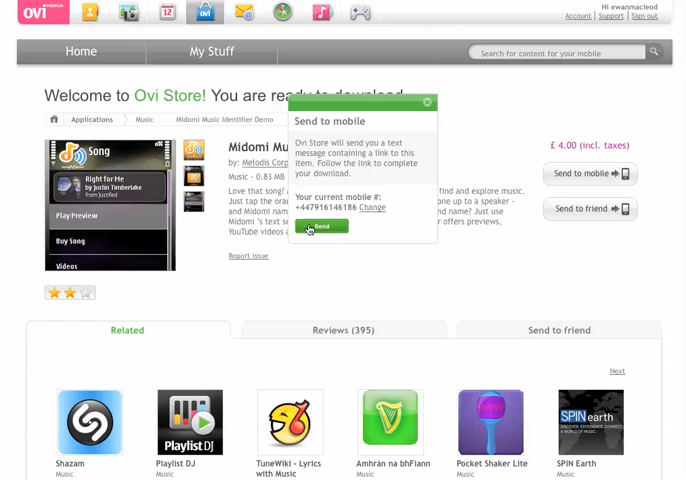 ovi NOKIA
12
ovi
Hi ewanmacleod
Account | Support | Sign out
Home
My Stuff
Search for content for your mobile
Welcome to Ovi Store! You are ready to download
Applications
Music
Midomi Music Identifier Demo
Send to mobile
Ovi Store will send you a text
message containing a link to this
item. Follow the link to complete
your download.
Your current mobile #:
+447916146186 Change
Send
Song
Right for Me
by Justin Timberlake
from Justified
Play Preview
Buy Song
Videos
Midomi Mu
by: Melodis Corp
Music - 0.83 MB
Love that song?
find and explore music.
Just tap the oran
one up to a speaker -
and Midomi nam
nd name? Just use
Midomi 's text se
r offers previews,
YouTube videos a
Report issue
£ 4.00 (incl. taxes)
Send to mobile
Send to friend
Related
Reviews (395)
Send to friend
Next
Playlist DJ
SPIN earth
Shazam
Music
Playlist DJ
Music
TuneWiki - Lyrics
with Music
Amhrán na bhFiann
Music
Pocket Shaker Lite
Music
SPIN Earth
Music